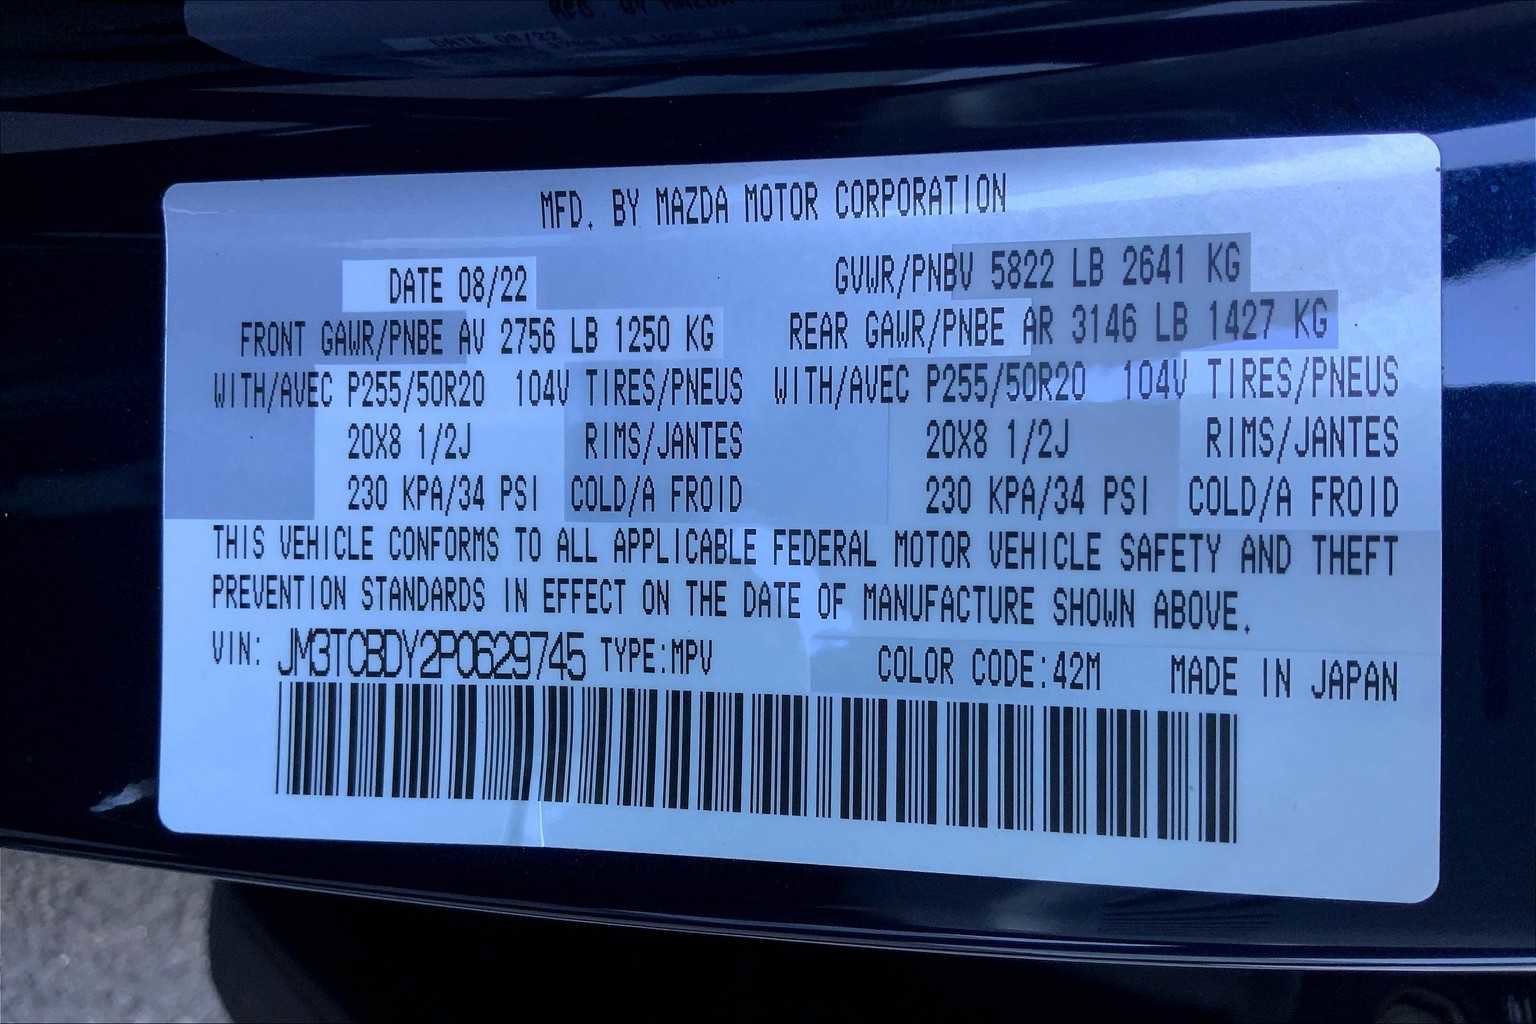 MFD. BY MAZDA MOTOR CORPORATION
DATE 08/22 GVWR/PNBV 5822 LB 2641 KG
FRONT GAWR/PNBE AV 2756 LB 1250 KG REAR GAWR/PNBE AR 3146 LB 1427 KG
WITH/AVEC P255/50R20 104V TIRES/PNEUS WITH/AVEC P255/50R20 104V TIRES/PNEUS
20X8 1/2J RIMS/JANTES 20X8 1/2J RIMS/JANTES
230 KPA/34 PSI COLD/A FROID 230 KPA/34 PSI COLD/A FROID
THIS VEHICLE CONFORMS TO ALL APPLICABLE FEDERAL MOTOR VEHICLE SAFETY AND THEFT
PREVENTION STANDARDS IN EFFECT ON THE DATE OF MANUFACTURE SHOWN ABOVE.
VIN: JM3TCBDY2P0629745 TYPE:MPV COLOR CODE:42M MADE IN JAPAN